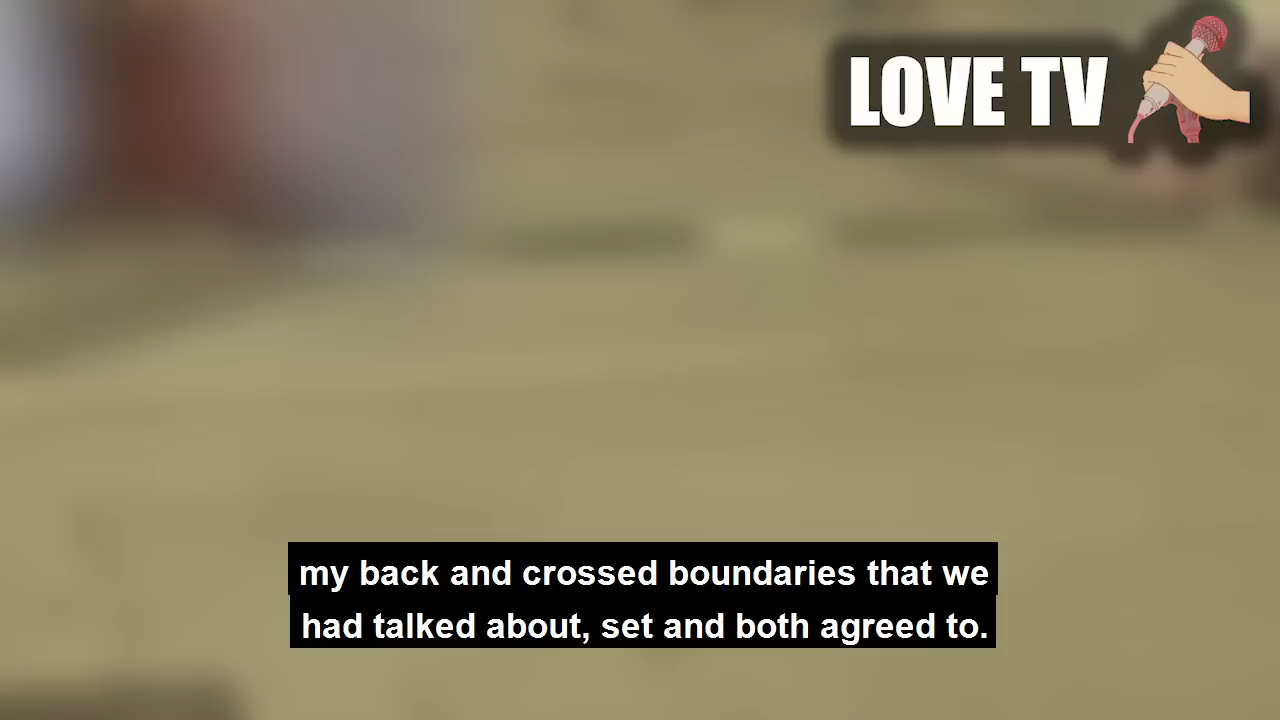 LOVE TV
my back and crossed boundaries that we
had talked about, set and both agreed to.